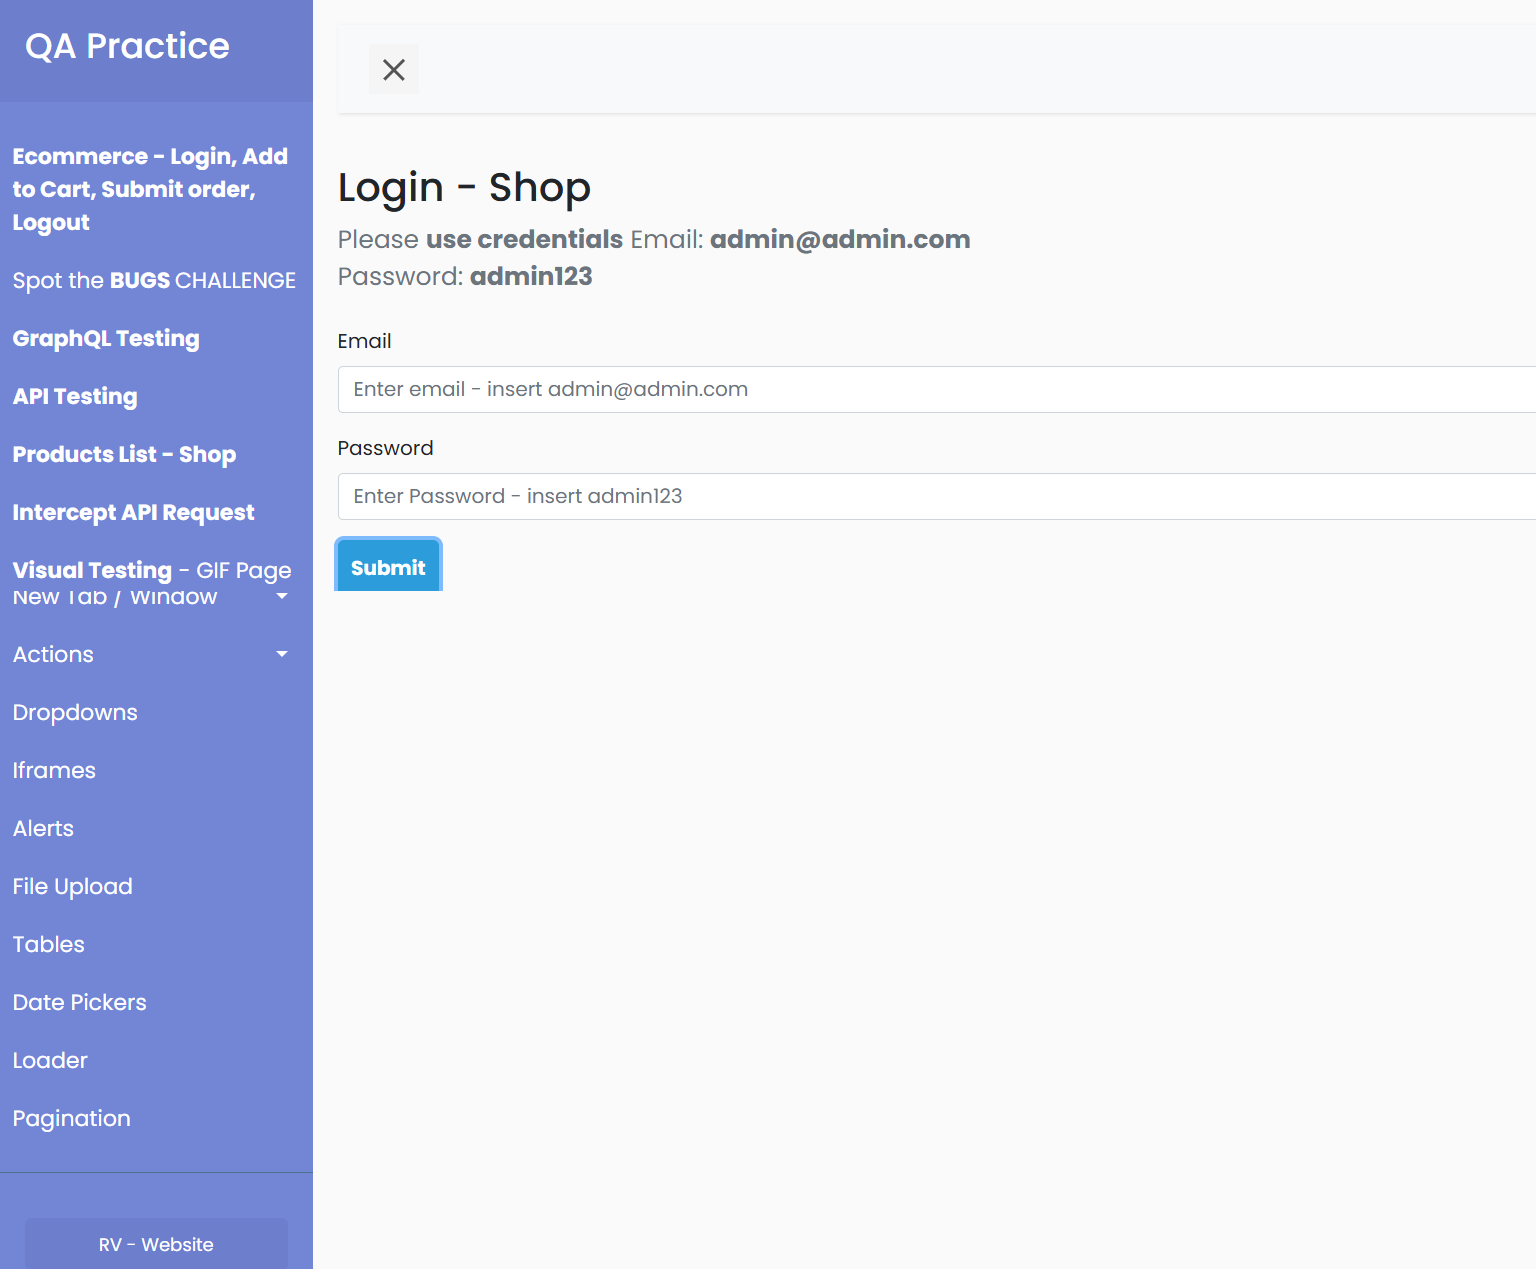 QA Practice
Ecommerce - Login, Add
to Cart, Submit order,
Logout
Spot the BUGS CHALLENGE
GraphQL Testing
API Testing
Products List - Shop
Intercept API Request
Visual Testing - GIF Page
New Tab / Window
Actions
Dropdowns
Iframes
Alerts
File Upload
Tables
Date Pickers
Loader
Pagination
RV - Website
Login - Shop
Please use credentials Email: admin@admin.com
Password: admin123
Email
Enter email - insert admin@admin.com
Password
Enter Password - insert admin123
Submit